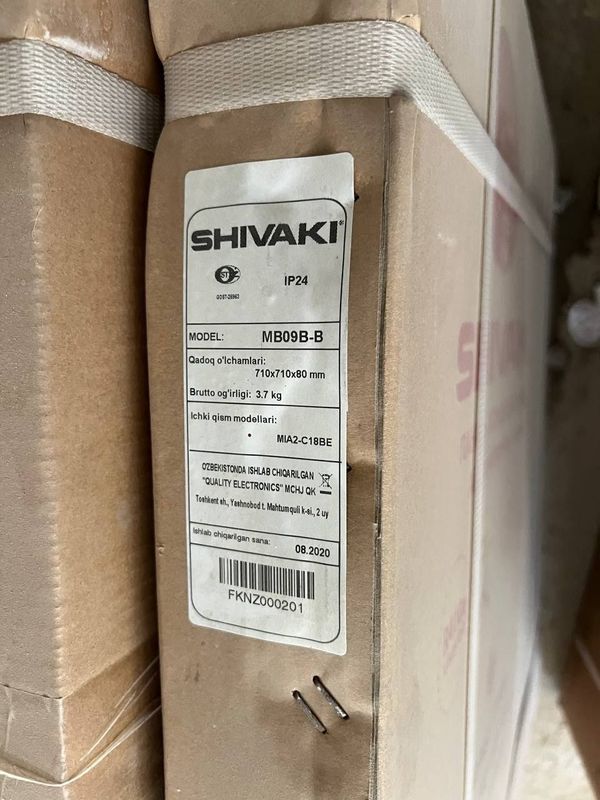 SHIVAKI
IP24
GOST-26963
MODEL: MB09B-B
Qadoq o'lchamlari:
710x710x80 mm
Brutto og'irligi: 3.7 kg
Ichki qism modellari:
MIA2-C18BE
O'ZBEKISTONDA ISHLAB CHIQARILGAN
"QUALITY ELECTRONICS" MCHJ QK
Toshkent sh., Yashnobod t. Mahtumquli k-si., 2 uy
Ishlab chiqarilgan sana:
08.2020
FKNZ000201